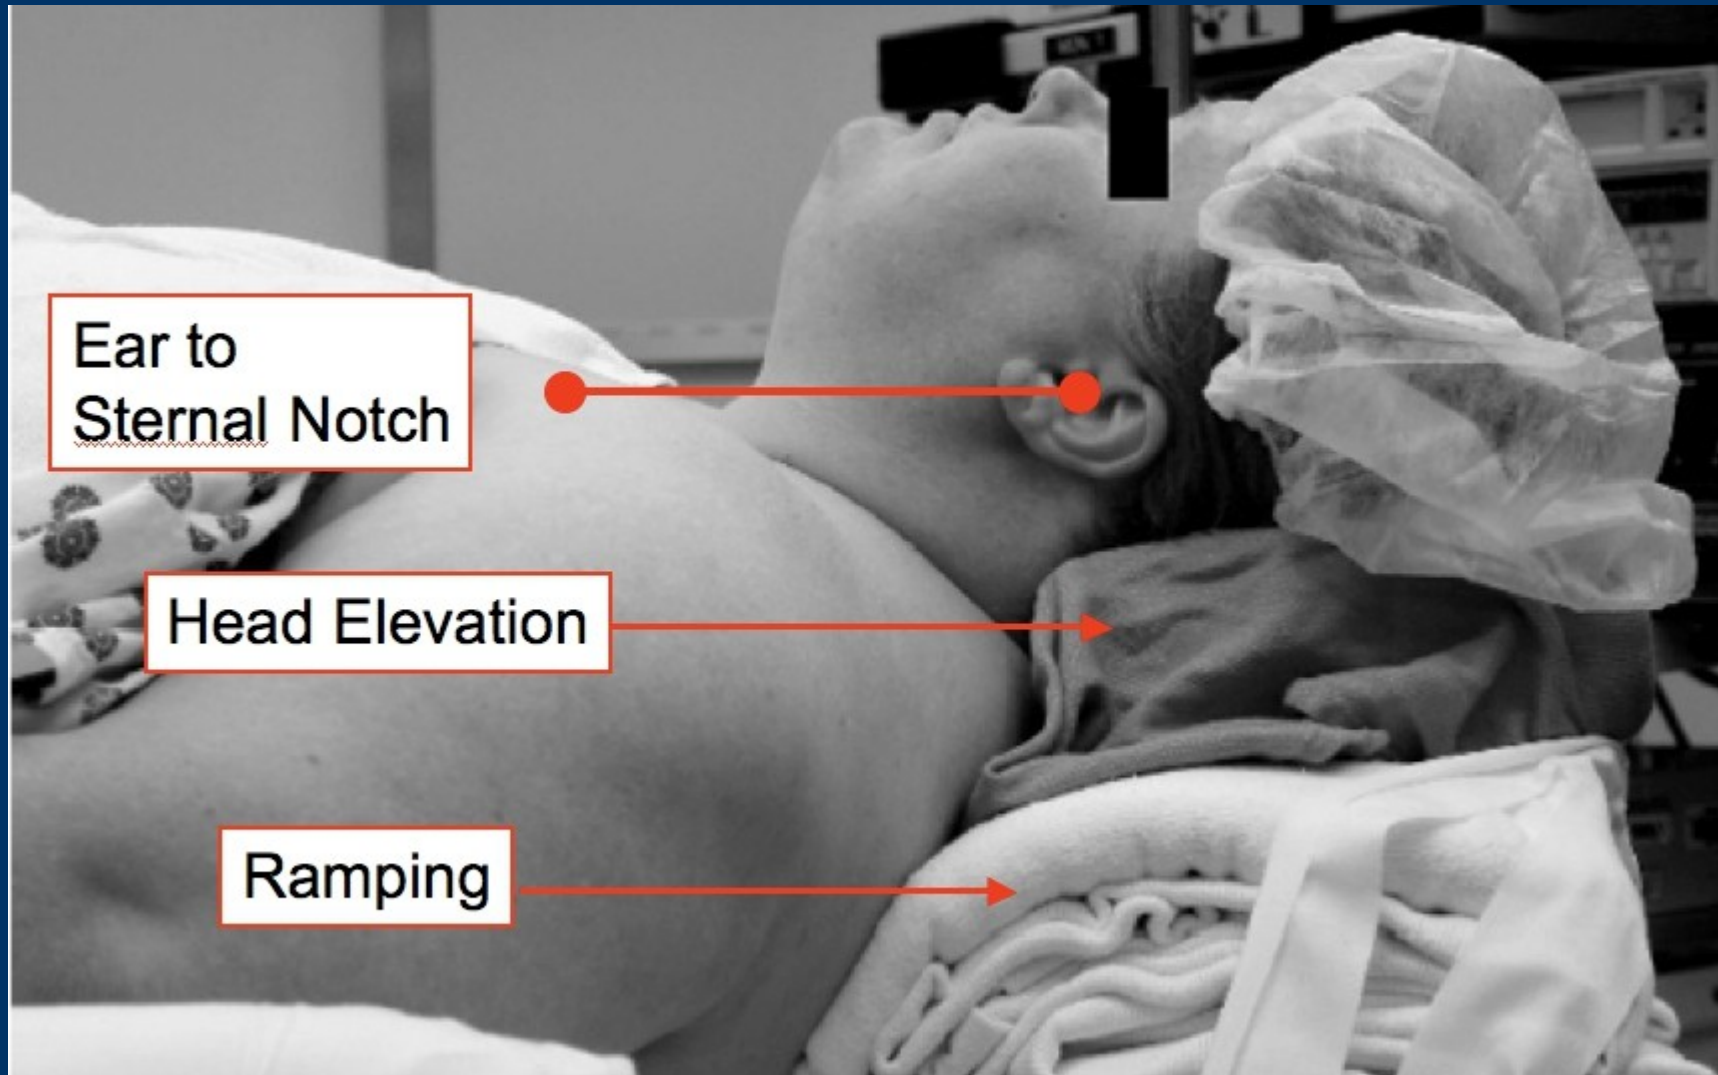 Ear to
Sternal Notch
Head Elevation
Ramping